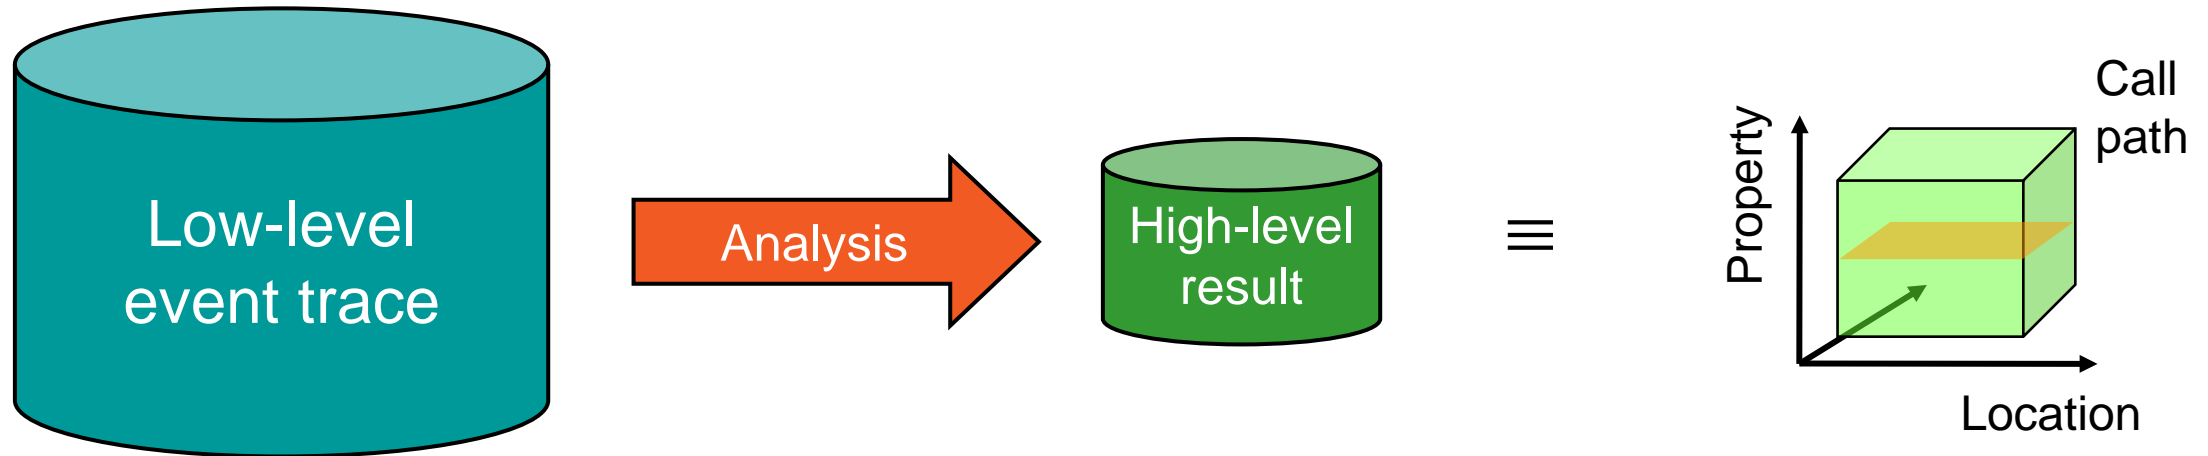 Low-level
event trace
Analysis
High-level
result
≡
Property
Call
path
Location